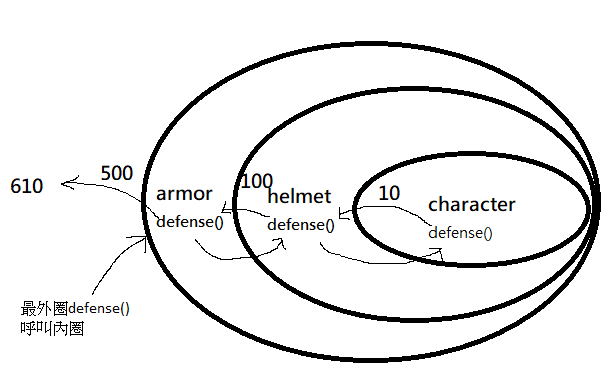 500
100
10
610
armor
helmet
character
defense()
defense()
defense()
最外圈defense()
呼叫內圈